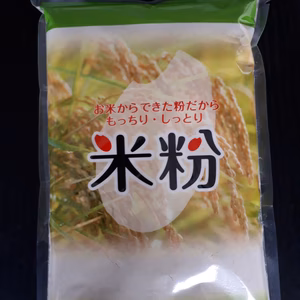 お米からできた粉だから
もっちり・しっとり
米粉